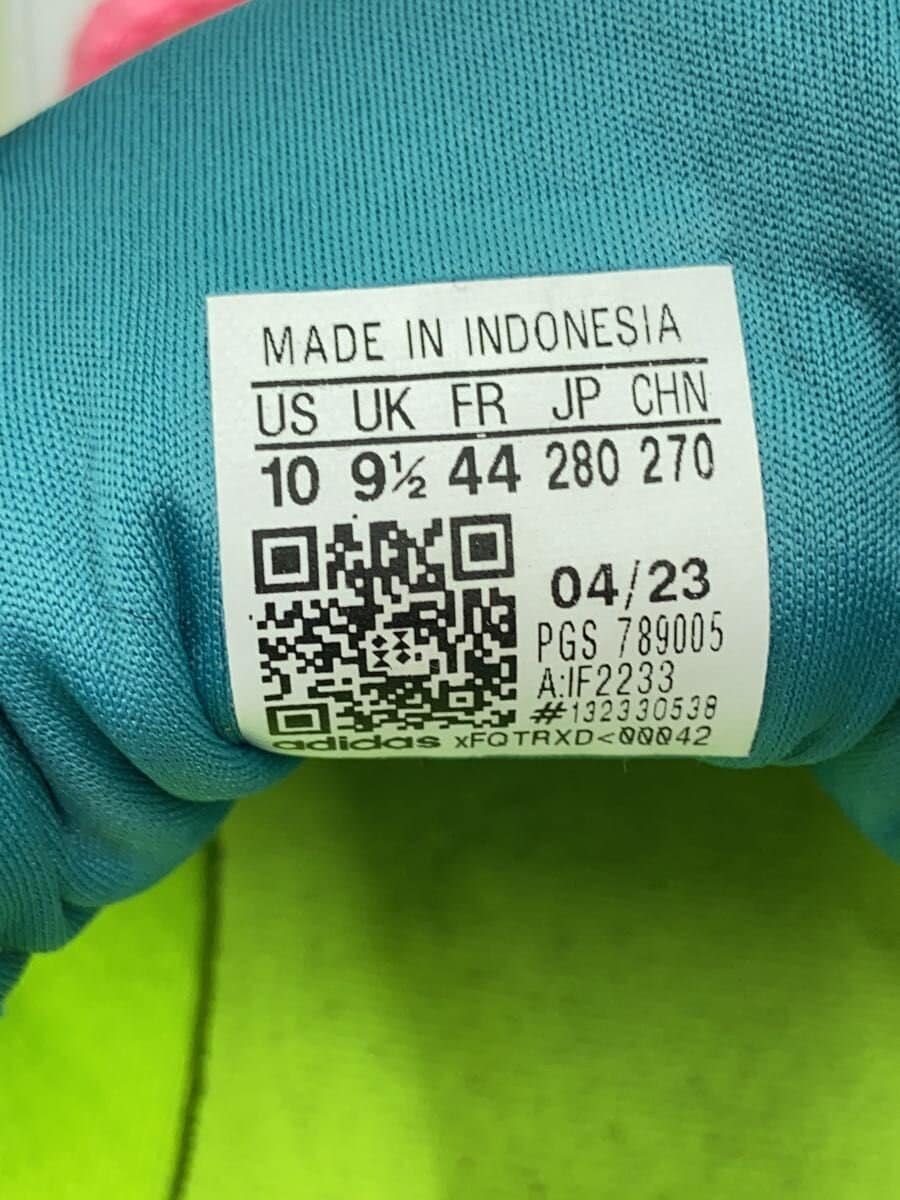 MADE IN INDONESIA
US UK FR JP CHN
10 9½ 44 280 270
04/23
PGS 789005
A:IF2233
#132330538
adidas xFQTRXD<00042